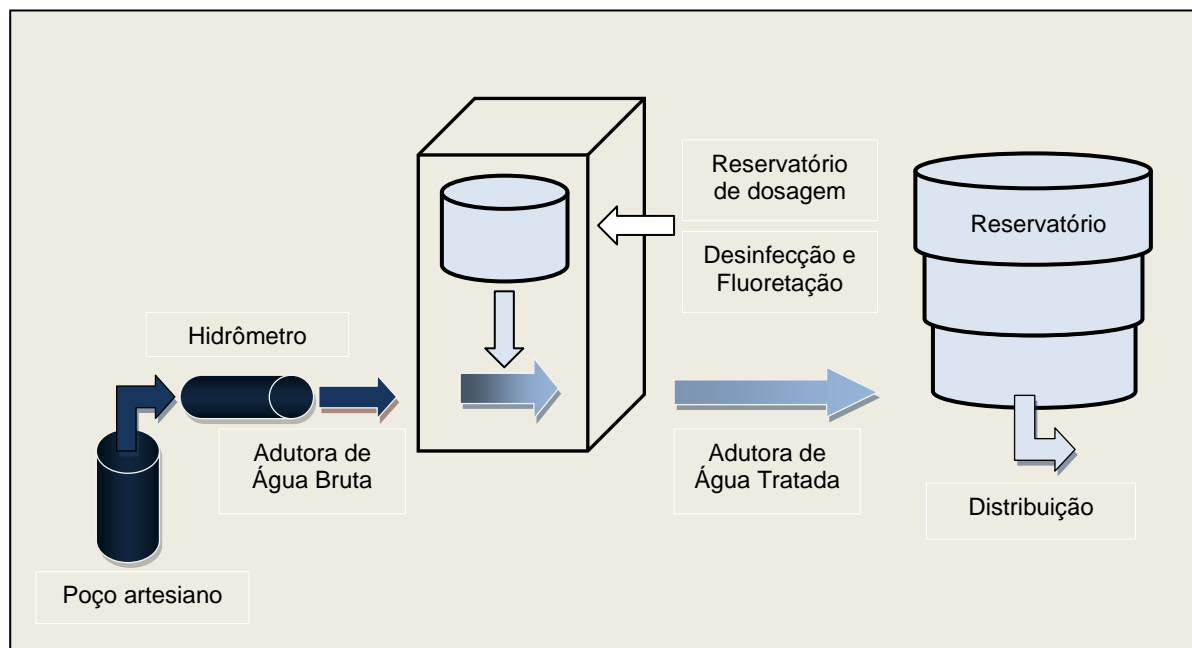 Poço artesiano
Hidrômetro
Adutora de
Água Bruta
Reservatório
de dosagem
Desinfecção e
Fluoretação
Adutora de
Água Tratada
Reservatório
Distribuição